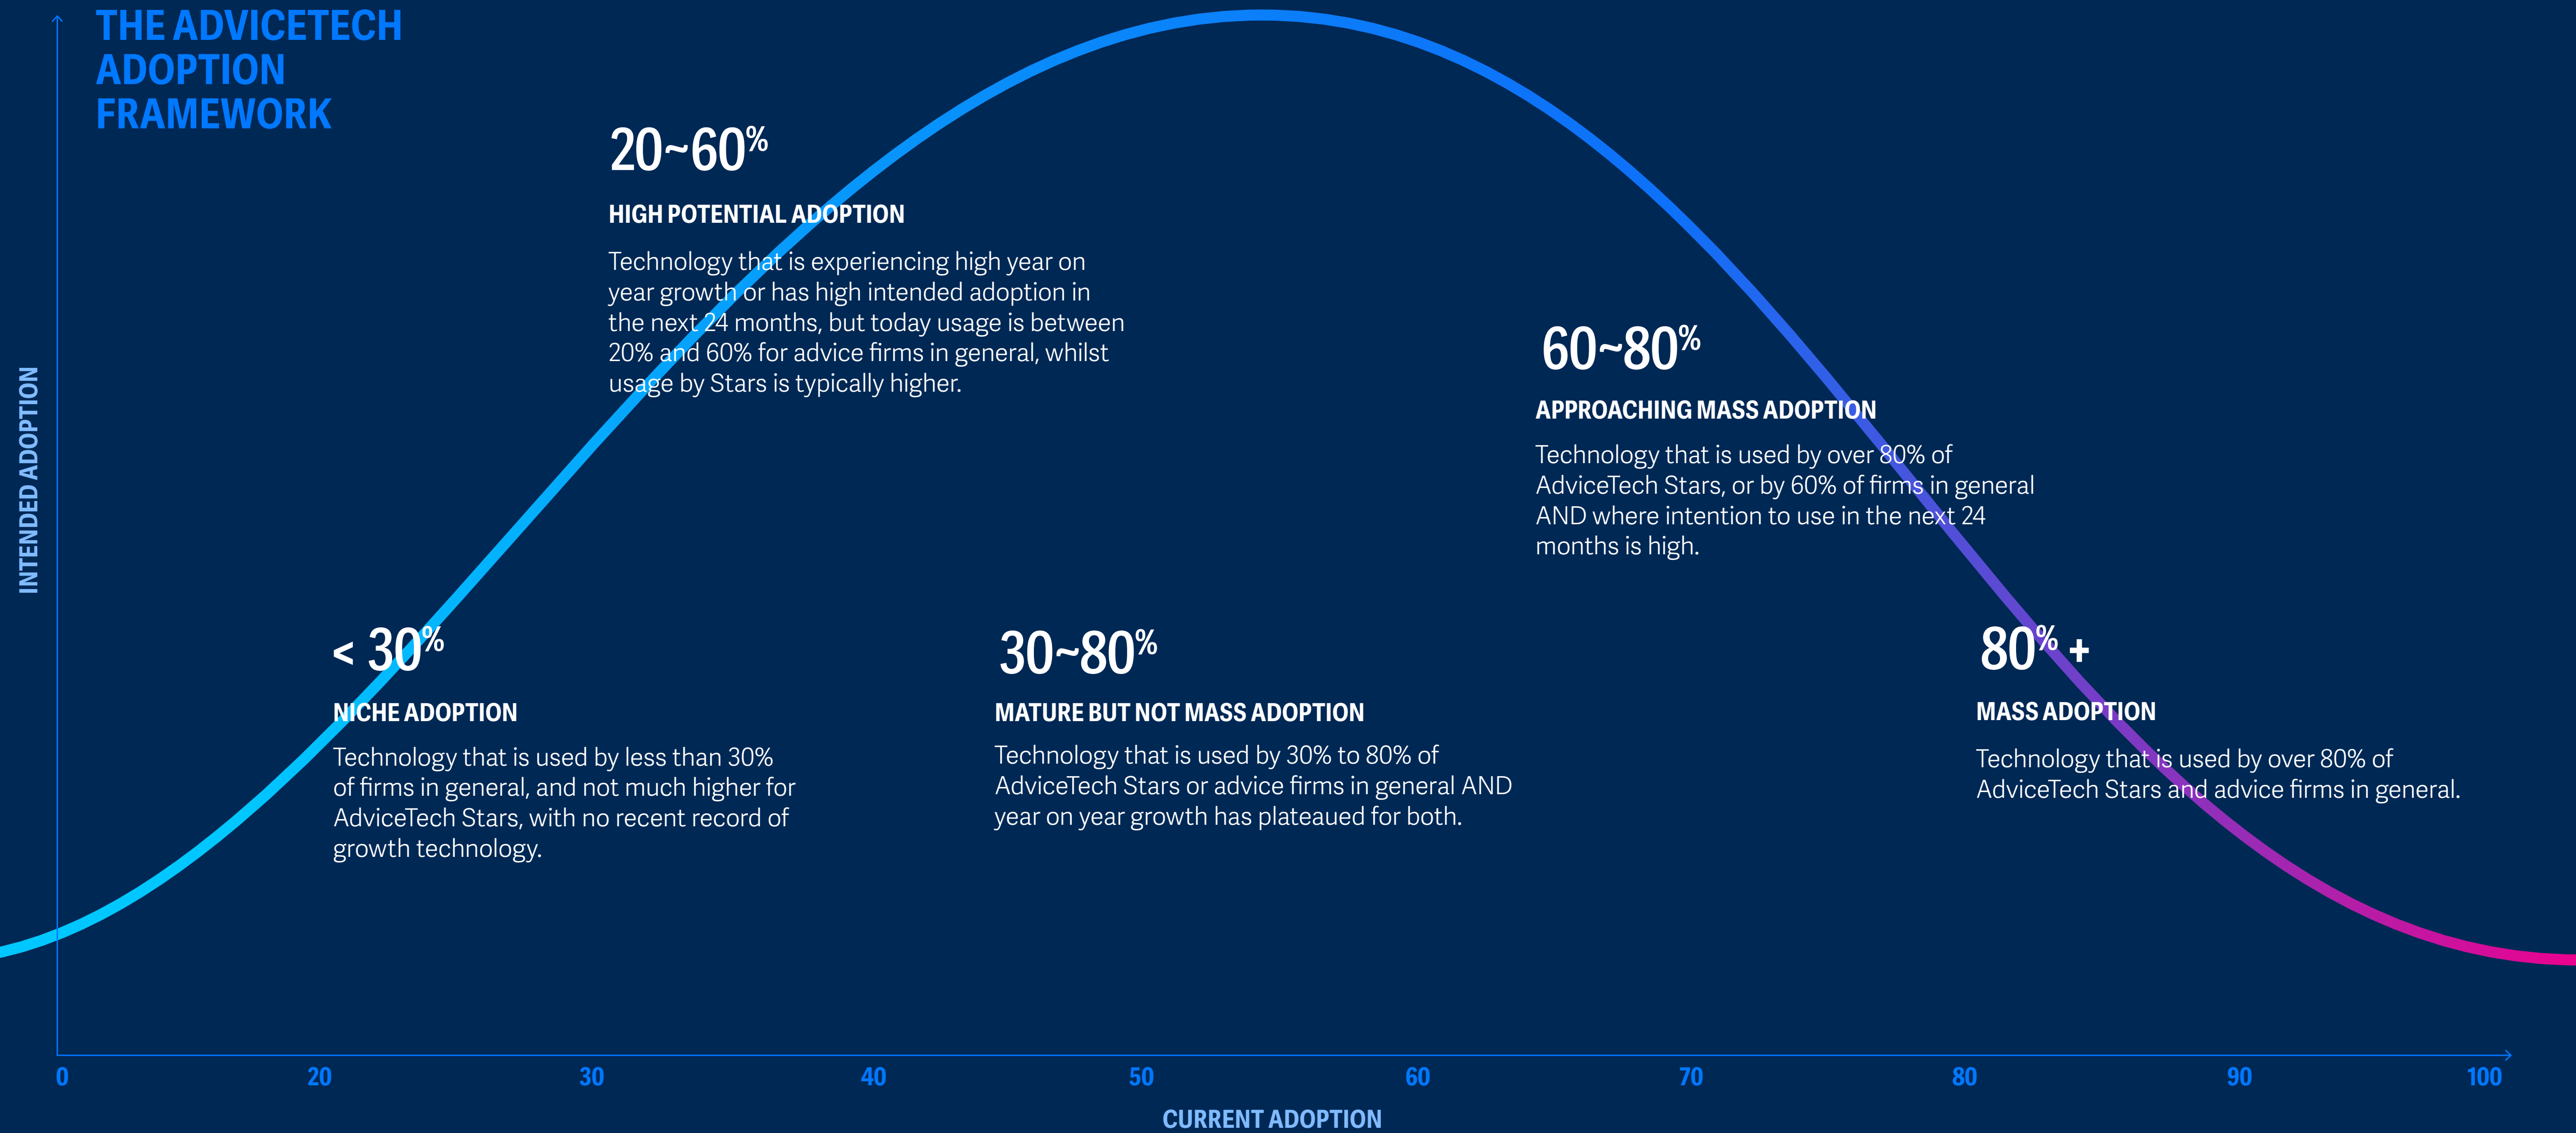 THE ADVICETECH
ADOPTION
FRAMEWORK
INTENDED ADOPTION
20~60%
HIGH POTENTIAL ADOPTION
Technology that is experiencing high year on
year growth or has high intended adoption in
the next 24 months, but today usage is between
20% and 60% for advice firms in general, whilst
usage by Stars is typically higher.
60~80%
APPROACHING MASS ADOPTION
Technology that is used by over 80% of
AdviceTech Stars, or by 60% of firms in general
AND where intention to use in the next 24
months is high.
< 30%
NICHE ADOPTION
Technology that is used by less than 30%
of firms in general, and not much higher for
AdviceTech Stars, with no recent record of
growth technology.
30~80%
MATURE BUT NOT MASS ADOPTION
Technology that is used by 30% to 80% of
AdviceTech Stars or advice firms in general AND
year on year growth has plateaued for both.
80% +
MASS ADOPTION
Technology that is used by over 80% of
AdviceTech Stars and advice firms in general.
0 20 30 40 50 60 70 80 90 100
CURRENT ADOPTION